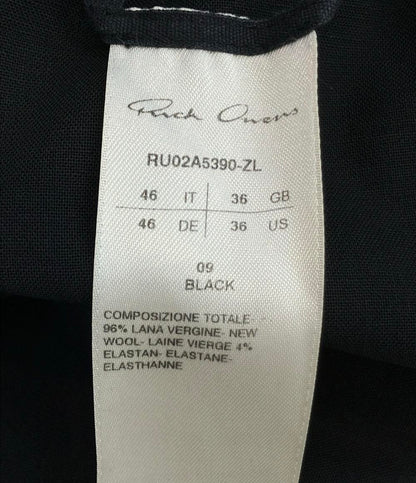 Rick Owens
RU02A5390-ZL
46 IT 36 GB
46 DE 36 US
09
BLACK
COMPOSIZIONE TOTALE-
96% LANA VERGINE- NEW
WOOL- LAINE VIERGE 4%
ELASTAN- ELASTANE-
ELASTHANNE